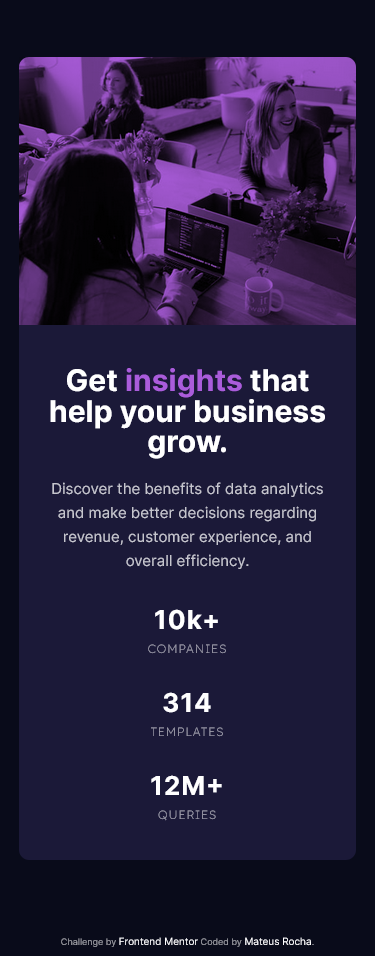 Get insights that
help your business
grow.
Discover the benefits of data analytics
and make better decisions regarding
revenue, customer experience, and
overall efficiency.
10k+
COMPANIES
314
TEMPLATES
12M+
QUERIES
Challenge by Frontend Mentor Coded by Mateus Rocha.